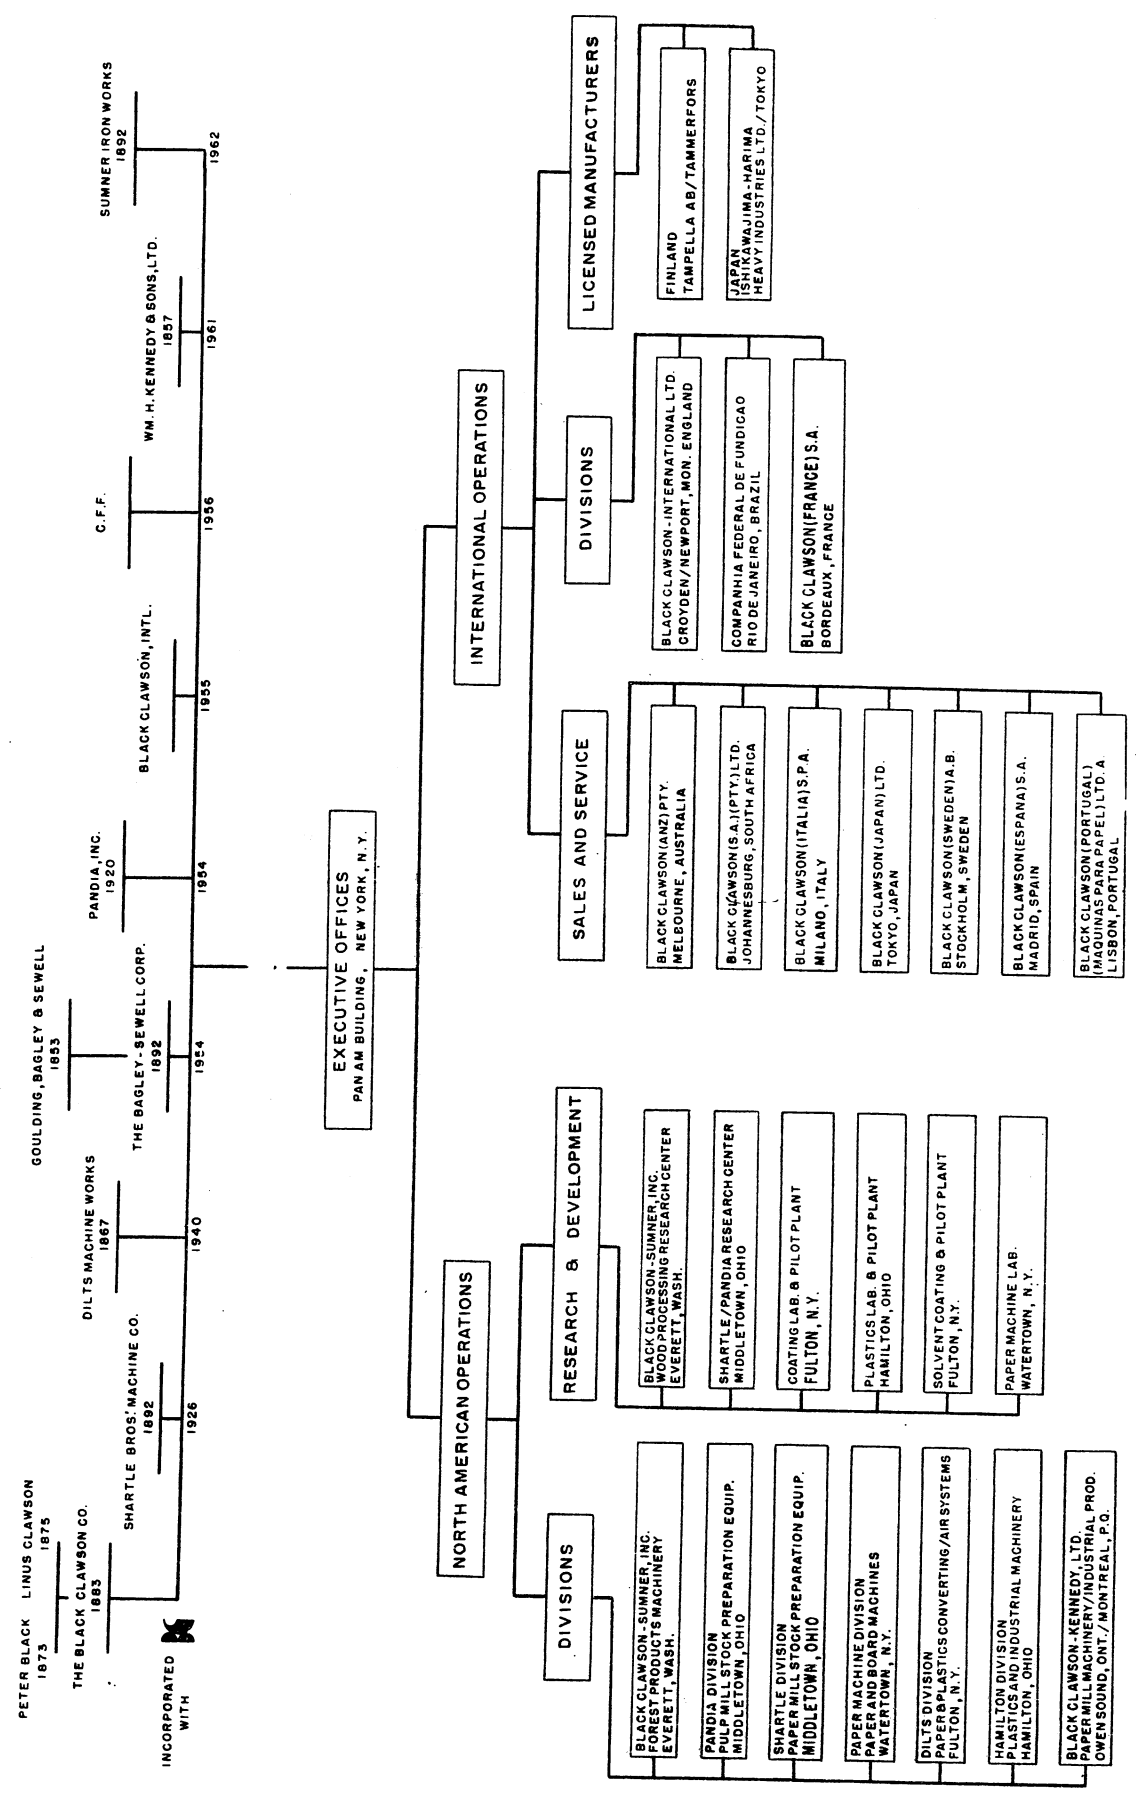 PETER BLACK LINUS CLAWSON
1873 1875
THE BLACK CLAWSON CO.
1883
INCORPORATED
WITH
SHARTLE BROS.' MACHINE CO.
1892
1926
DILTS MACHINE WORKS
1867
1940
GOULDING, BAGLEY & SEWELL
1853
THE BAGLEY-SEWELL CORP.
1892
1954
PANDIA, INC.
1920
1954
BLACK CLAWSON, INTL.
1955
C.F.F.
1956
WM. H. KENNEDY & SONS, LTD.
1857
1961
SUMNER IRON WORKS
1892
1962
EXECUTIVE OFFICES
PAN AM BUILDING, NEW YORK, N.Y.
NORTH AMERICAN OPERATIONS
DIVISIONS
BLACK CLAWSON-SUMNER, INC.
FOREST PRODUCTS MACHINERY
EVERETT, WASH.
PANDIA DIVISION
PULP MILL STOCK PREPARATION EQUIP.
MIDDLETOWN, OHIO
SHARTLE DIVISION
PAPER MILL STOCK PREPARATION EQUIP.
MIDDLETOWN, OHIO
PAPER MACHINE DIVISION
PAPER AND BOARD MACHINES
WATERTOWN, N.Y.
DILTS DIVISION
PAPER & PLASTICS CONVERTING/AIR SYSTEMS
FULTON, N.Y.
HAMILTON DIVISION
PLASTICS AND INDUSTRIAL MACHINERY
HAMILTON, OHIO
BLACK CLAWSON-KENNEDY, LTD.
PAPER MILL MACHINERY/INDUSTRIAL PROD.
OWEN SOUND, ONT./MONTREAL, P.Q.
RESEARCH & DEVELOPMENT
BLACK CLAWSON-SUMNER, INC.
WOOD PROCESSING RESEARCH CENTER
EVERETT, WASH.
SHARTLE/PANDIA RESEARCH CENTER
MIDDLETOWN, OHIO
COATING LAB. & PILOT PLANT
FULTON, N.Y.
PLASTICS LAB. & PILOT PLANT
HAMILTON, OHIO
SOLVENT COATING & PILOT PLANT
FULTON, N.Y.
PAPER MACHINE LAB.
WATERTOWN, N.Y.
INTERNATIONAL OPERATIONS
SALES AND SERVICE
BLACK CLAWSON (ANZ) PTY.
MELBOURNE, AUSTRALIA
BLACK CLAWSON (S.A.) (PTY.) LTD.
JOHANNESBURG, SOUTH AFRICA
BLACK CLAWSON (ITALIA) S.P.A.
MILANO, ITALY
BLACK CLAWSON (JAPAN) LTD.
TOKYO, JAPAN
BLACK CLAWSON (SWEDEN) A.B.
STOCKHOLM, SWEDEN
BLACK CLAWSON (ESPANA) S.A.
MADRID, SPAIN
BLACK CLAWSON (PORTUGAL)
(MAQUINAS PARA PAPEL) LTD. A.
LISBON, PORTUGAL
DIVISIONS
BLACK CLAWSON-INTERNATIONAL LTD.
CROYDEN/NEWPORT, MON. ENGLAND
COMPANHIA FEDERAL DE FUNDICAO
RIO DE JANEIRO, BRAZIL
BLACK CLAWSON (FRANCE) S.A.
BORDEAUX, FRANCE
LICENSED MANUFACTURERS
FINLAND
TAMPELLA AB/TAMMERFORS
JAPAN
ISHIKAWAJIMA-HARIMA
HEAVY INDUSTRIES LTD./TOKYO